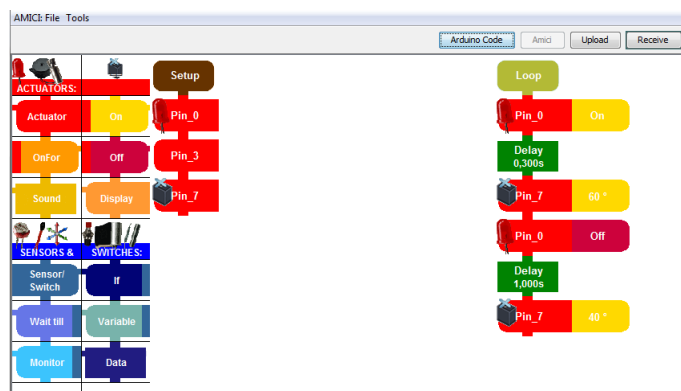 AMICI: File Tools
Arduino Code Amici Upload Receive
ACTUATORS:
Actuator On
OnFor Off
Sound Display
SENSORS & SWITCHES:
Sensor/
Switch
If
Wait till Variable
Monitor Data
Setup
Pin_0
Pin_3
Pin_7
Loop
Pin_0 On
Delay
0,300s
Pin_7 60 °
Pin_0 Off
Delay
1,000s
Pin_7 40 °